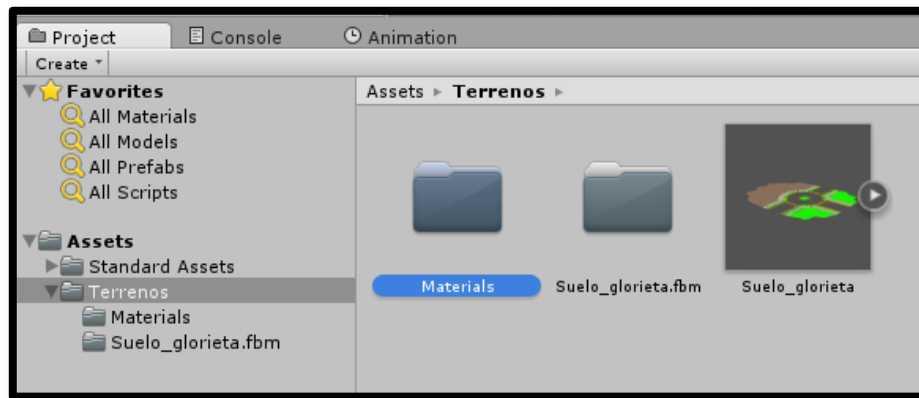 Project Console Animation
Create
Favorites
All Materials
All Models
All Prefabs
All Scripts
Assets
Standard Assets
Terrenos
Materials
Suelo_glorieta.fbm
Assets Terrenos
Materials Suelo_glorieta.fbm Suelo_glorieta